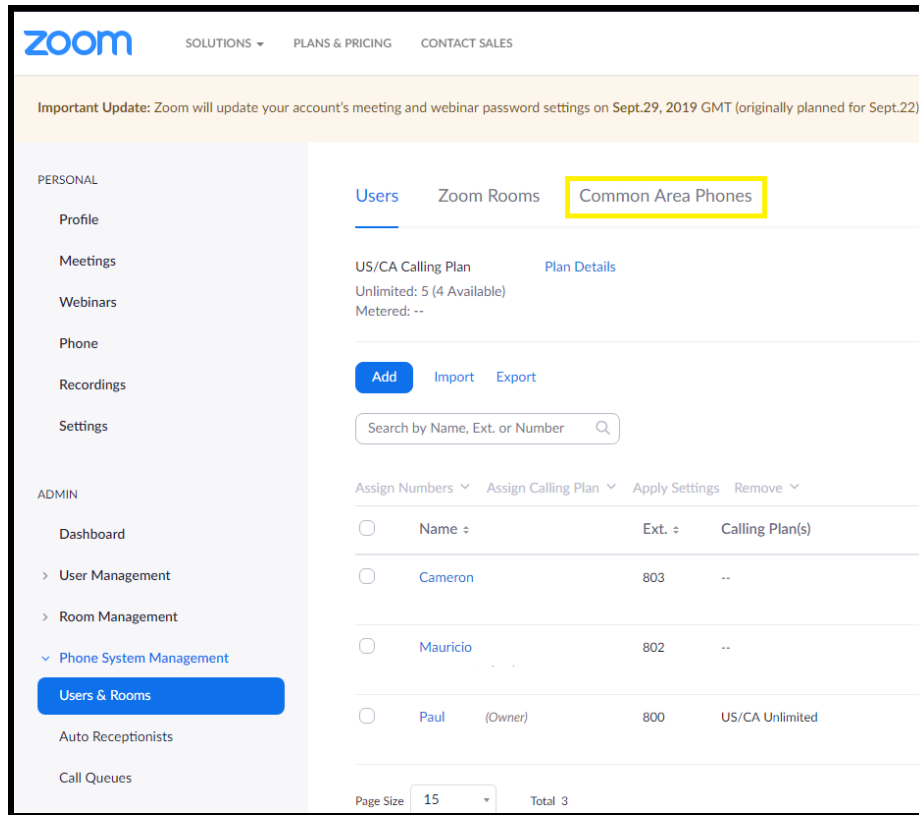 zoom SOLUTIONS PLANS & PRICING CONTACT SALES
Important Update: Zoom will update your account's meeting and webinar password settings on Sept.29, 2019 GMT (originally planned for Sept.22)
PERSONAL
Profile
Meetings
Webinars
Phone
Recordings
Settings
ADMIN
Dashboard
User Management
Room Management
Phone System Management
Users & Rooms
Auto Receptionists
Call Queues
Users Zoom Rooms Common Area Phones
US/CA Calling Plan Plan Details
Unlimited: 5 (4 Available)
Metered: --
Add Import Export
Search by Name, Ext. or Number
Assign Numbers Assign Calling Plan Apply Settings Remove
Name Ext. Calling Plan(s)
Cameron 803 --
Mauricio 802 --
Paul (Owner) 800 US/CA Unlimited
Page Size 15 Total 3